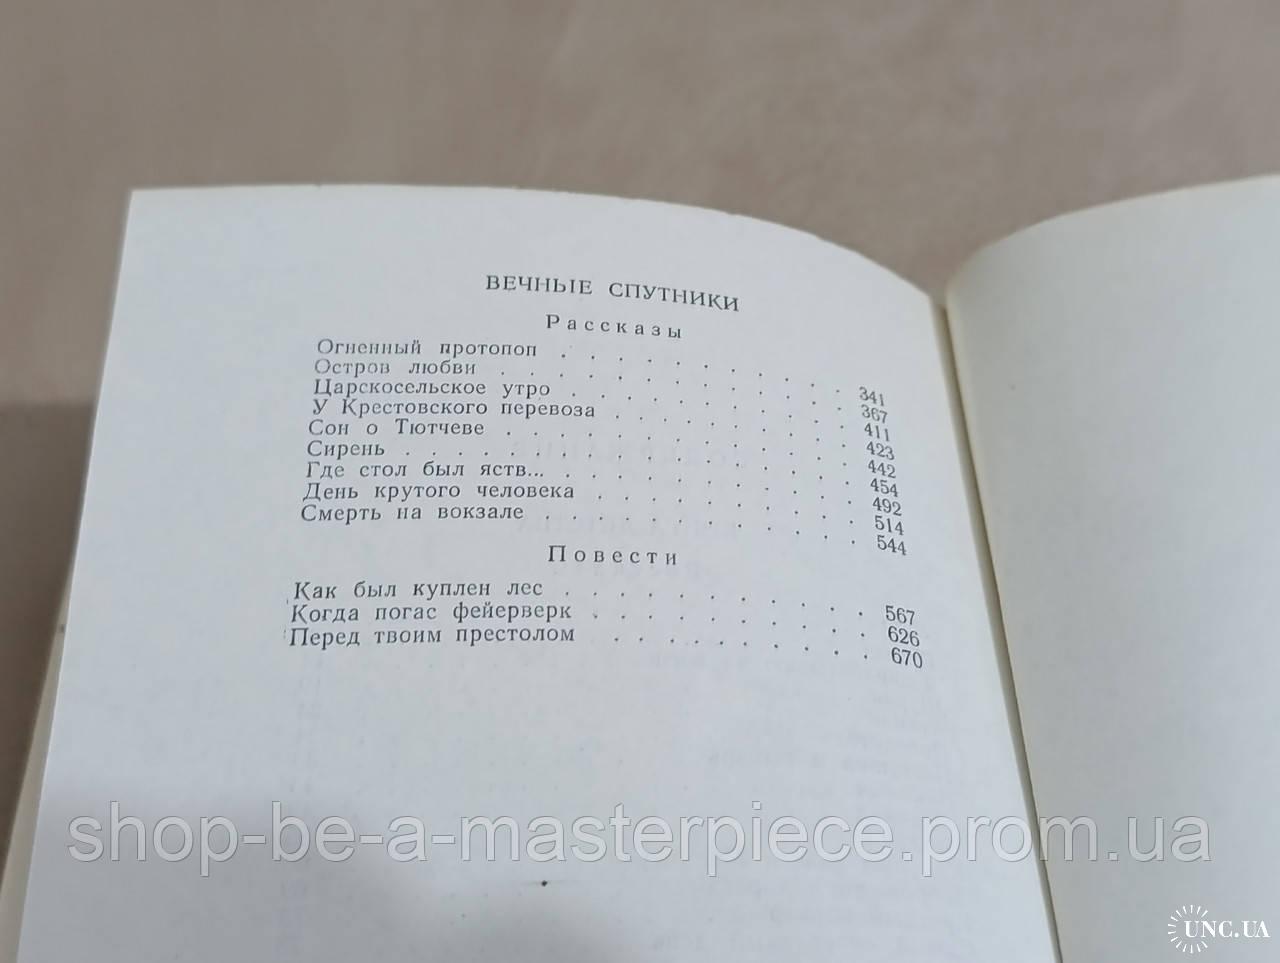 ВЕЧНЫЕ СПУТНИКИ
Рассказы
Огненный протопоп . . . . . . . . . . . 341
Остров любви . . . . . . . . . . . . . 367
Царскосельское утро . . . . . . . . . . 411
У Крестовского перевоза . . . . . . . . 423
Сон о Тютчеве . . . . . . . . . . . . . 442
Сирень . . . . . . . . . . . . . . . . 454
Где стол был яств... . . . . . . . . . . 492
День крутого человека . . . . . . . . . 514
Смерть на вокзале . . . . . . . . . . . 544
Повести
Как был куплен лес . . . . . . . . . . 567
Когда погас фейерверк . . . . . . . . . 626
Перед твоим престолом . . . . . . . . . 670
shop-be-a-masterpiece.prom.ua
UNC.UA